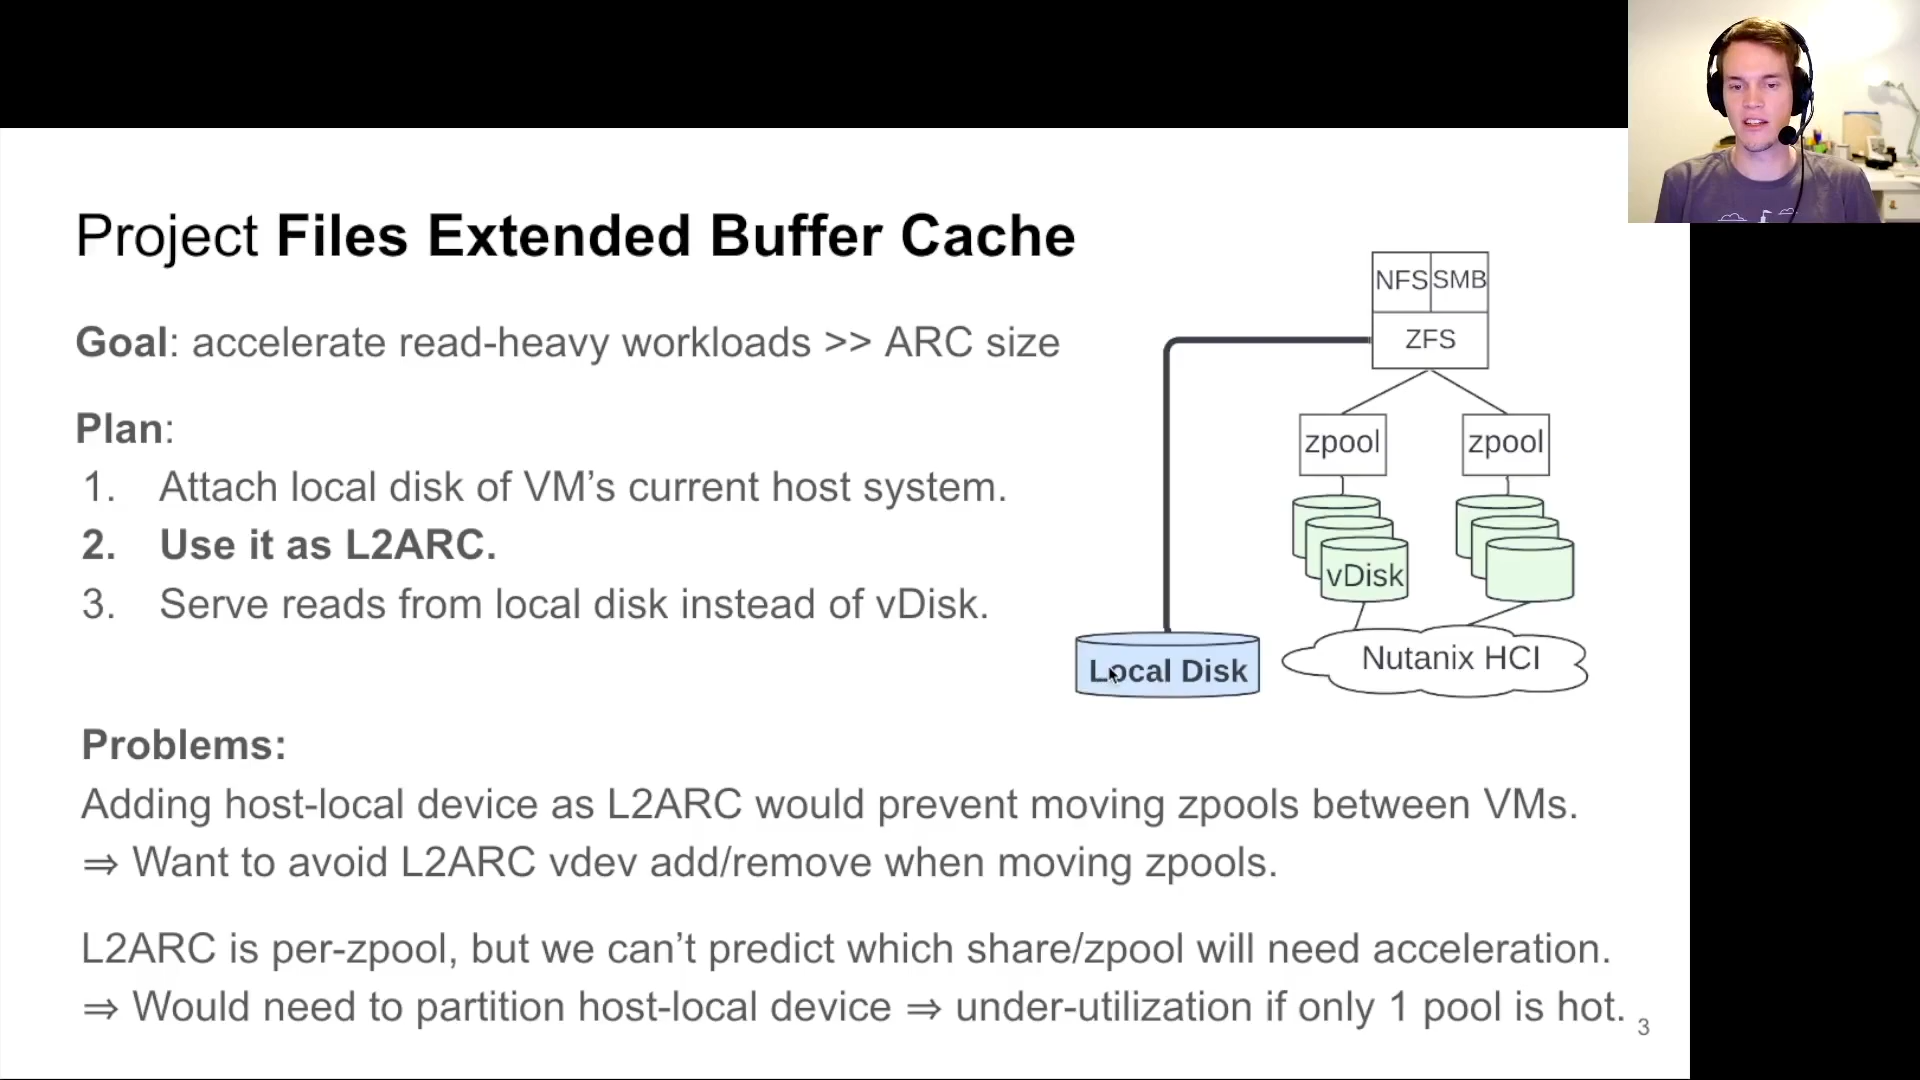 Project Files Extended Buffer Cache
Goal: accelerate read-heavy workloads >> ARC size
Plan:
1. Attach local disk of VM’s current host system.
2. Use it as L2ARC.
3. Serve reads from local disk instead of vDisk.
NFS SMB
ZFS
zpool zpool
vDisk
Local Disk
Nutanix HCI
Problems:
Adding host-local device as L2ARC would prevent moving zpools between VMs.
⇒ Want to avoid L2ARC vdev add/remove when moving zpools.
L2ARC is per-zpool, but we can’t predict which share/zpool will need acceleration.
⇒ Would need to partition host-local device ⇒ under-utilization if only 1 pool is hot.
3